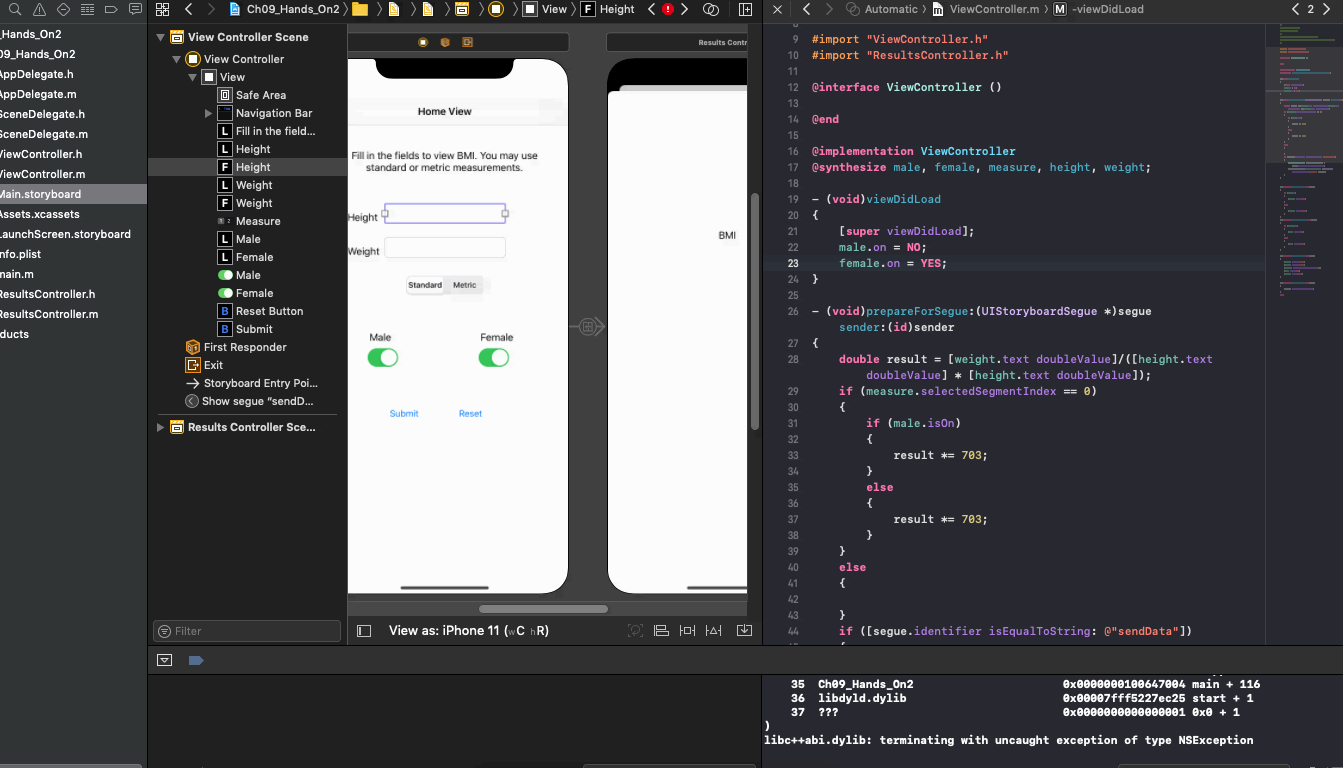 Ch09_Hands_On2 View F Height
Automatic ViewController.m M -viewDidLoad 2
_Hands_On2
09_Hands_On2
AppDelegate.h
AppDelegate.m
SceneDelegate.h
SceneDelegate.m
ViewController.h
ViewController.m
Main.storyboard
Assets.xcassets
LaunchScreen.storyboard
nfo.plist
main.m
ResultsController.h
ResultsController.m
ducts
View Controller Scene
View Controller
View
Safe Area
Navigation Bar
L Fill in the field...
L Height
F Height
L Weight
F Weight
1 2 Measure
L Male
L Female
Male
Female
B Reset Button
B Submit
First Responder
Exit
Storyboard Entry Poi...
Show segue “sendD...
Results Controller Sce...
Filter
Home View
Fill in the fields to view BMI. You may use
standard or metric measurements.
Height
Weight
Standard Metric
Male Female
Submit Reset
Results Contr
BMI
View as: iPhone 11 (wC hR)
8
9 #import "ViewController.h"
10 #import "ResultsController.h"
11
12 @interface ViewController ()
13
14 @end
15
16 @implementation ViewController
17 @synthesize male, female, measure, height, weight;
18
19 - (void)viewDidLoad
20 {
21 [super viewDidLoad];
22 male.on = NO;
23 female.on = YES;
24 }
25
26 - (void)prepareForSegue:(UIStoryboardSegue *)segue
sender:(id)sender
27 {
28 double result = [weight.text doubleValue]/([height.text
doubleValue] * [height.text doubleValue]);
29 if (measure.selectedSegmentIndex == 0)
30 {
31 if (male.isOn)
32 {
33 result *= 703;
34 }
35 else
36 {
37 result *= 703;
38 }
39 }
40 else
41 {
42
43 }
44 if ([segue.identifier isEqualToString: @"sendData"])
35 Ch09_Hands_On2 0x0000000100647004 main + 116
36 libdyld.dylib 0x00007fff5227ec25 start + 1
37 ??? 0x0000000000000001 0x0 + 1
)
libc++abi.dylib: terminating with uncaught exception of type NSException